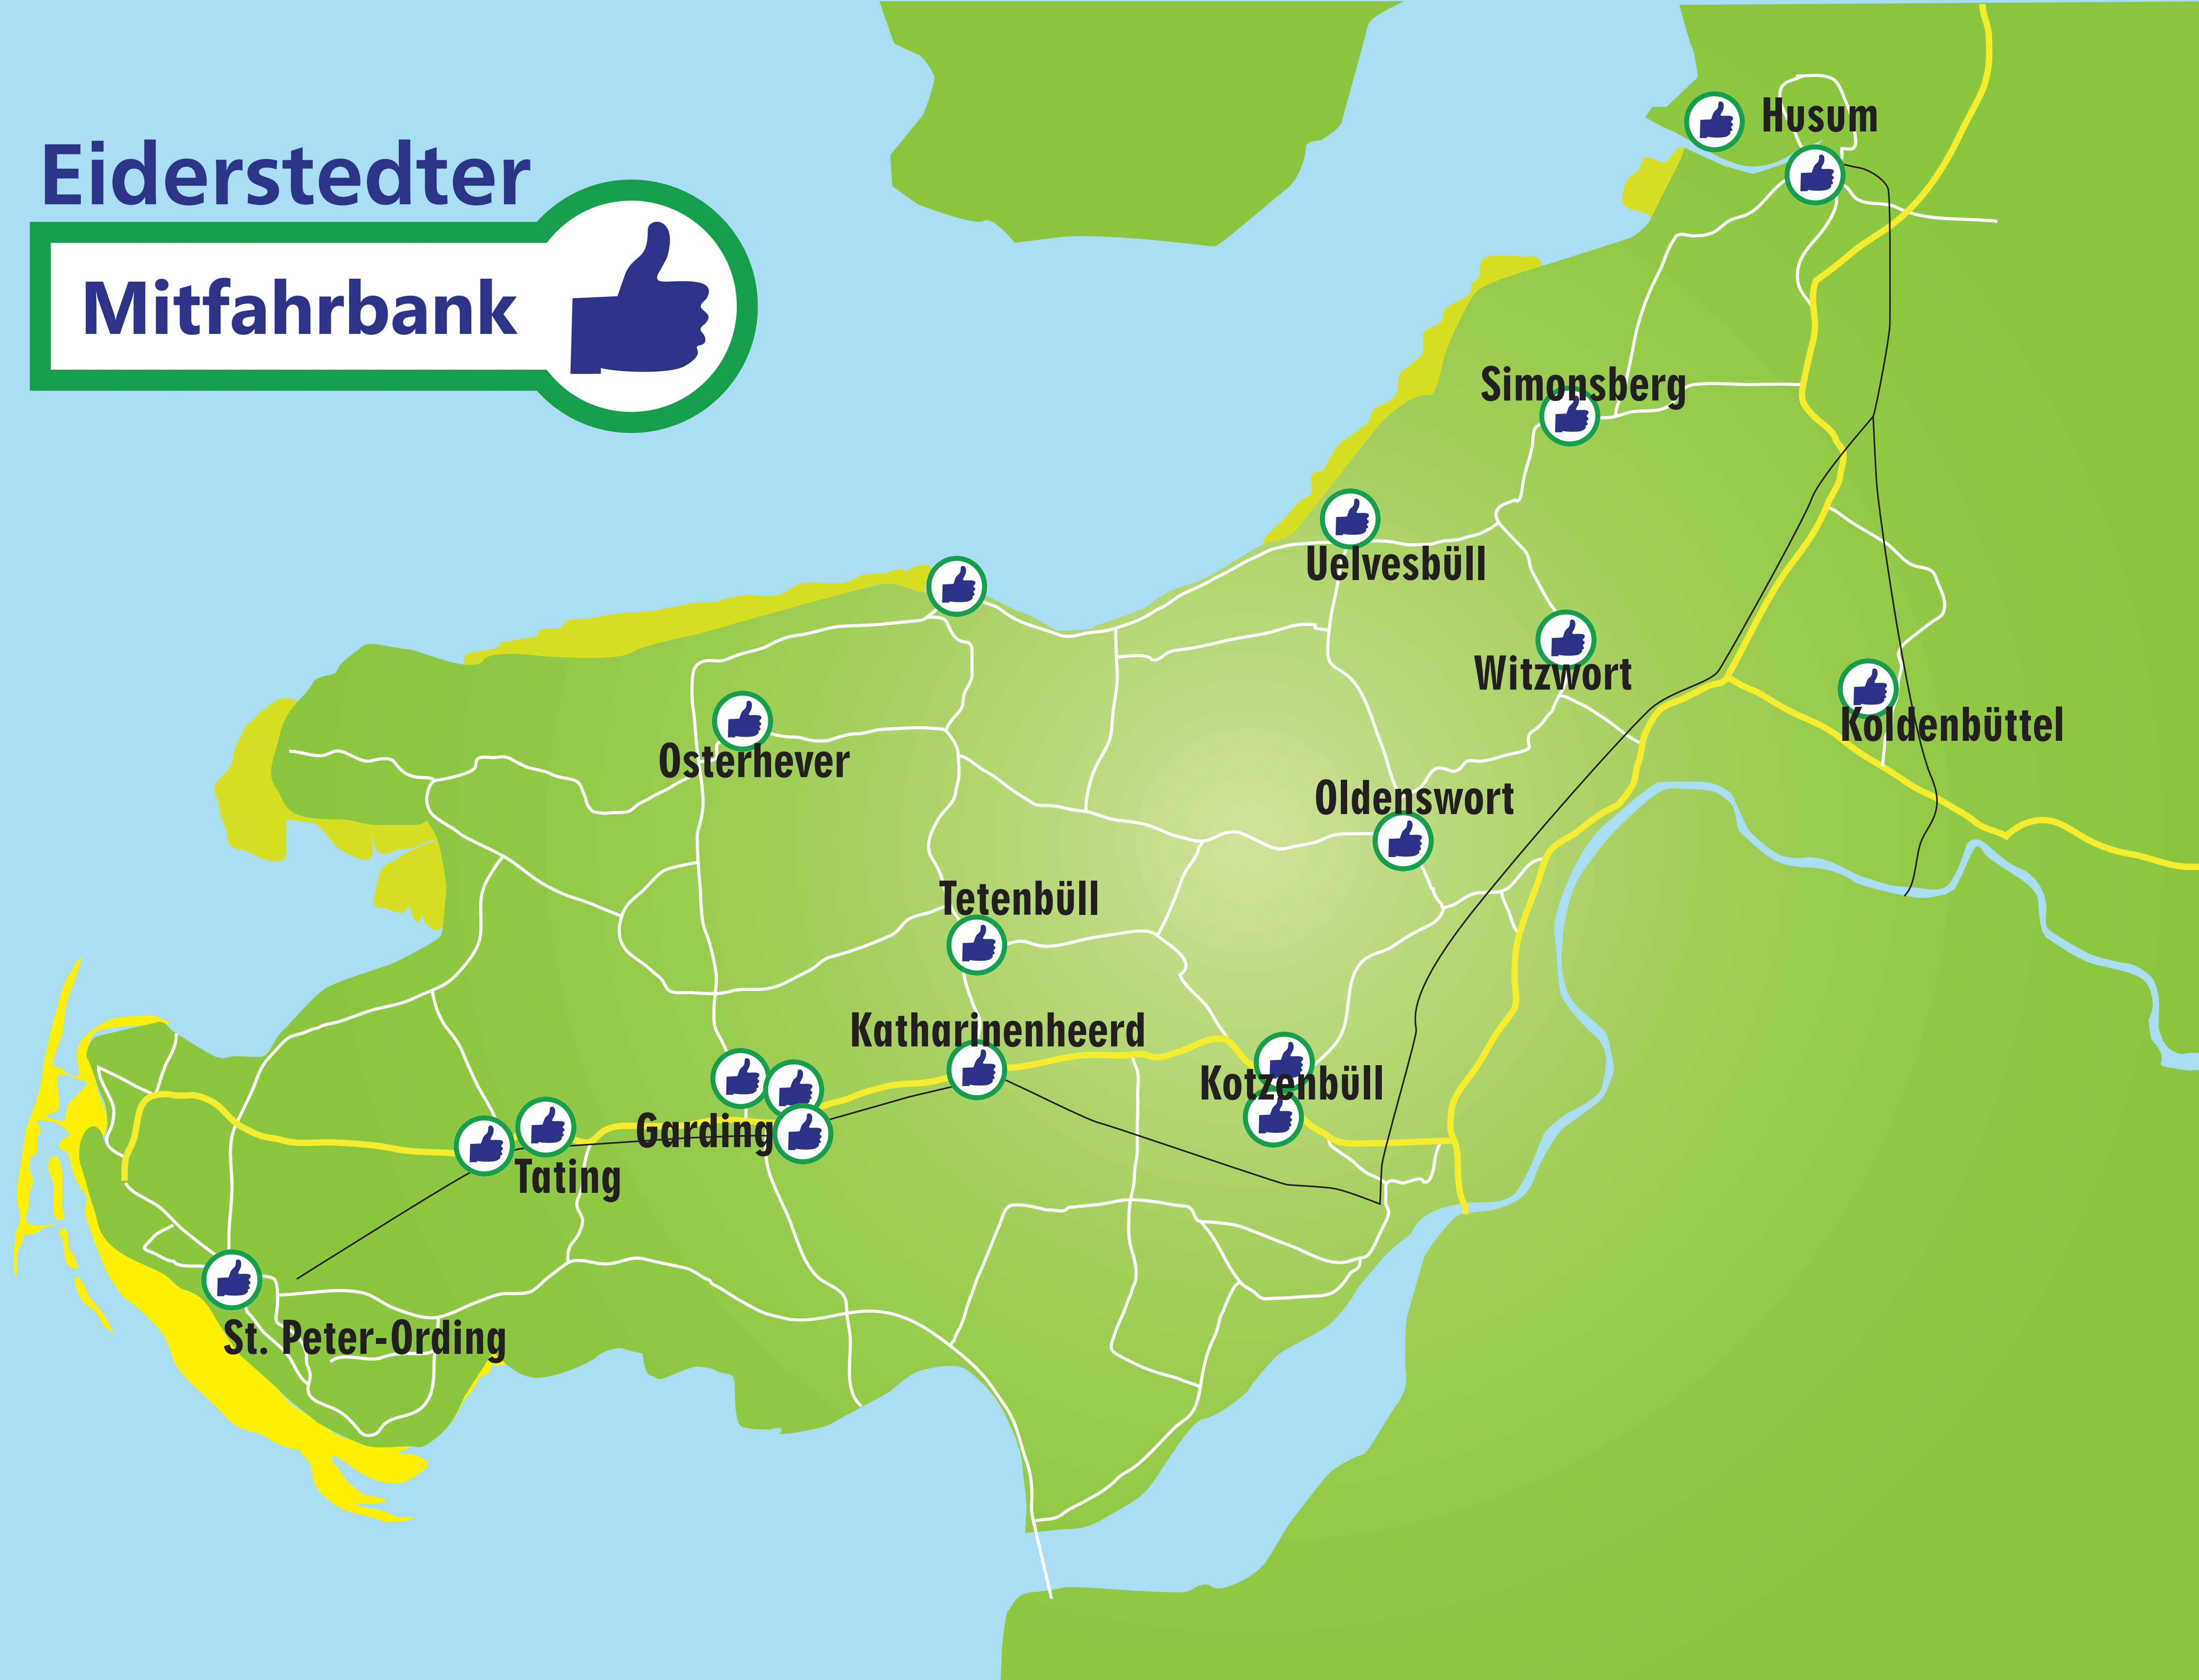 Eiderstedter
Mitfahrbank
Husum
Simonsberg
Uelvesbüll
Witzwort
Koldenbüttel
Osterhever
Oldenswort
Tetenbüll
Katharinenheerd
Kotzenbüll
Garding
Tating
St. Peter-Ording